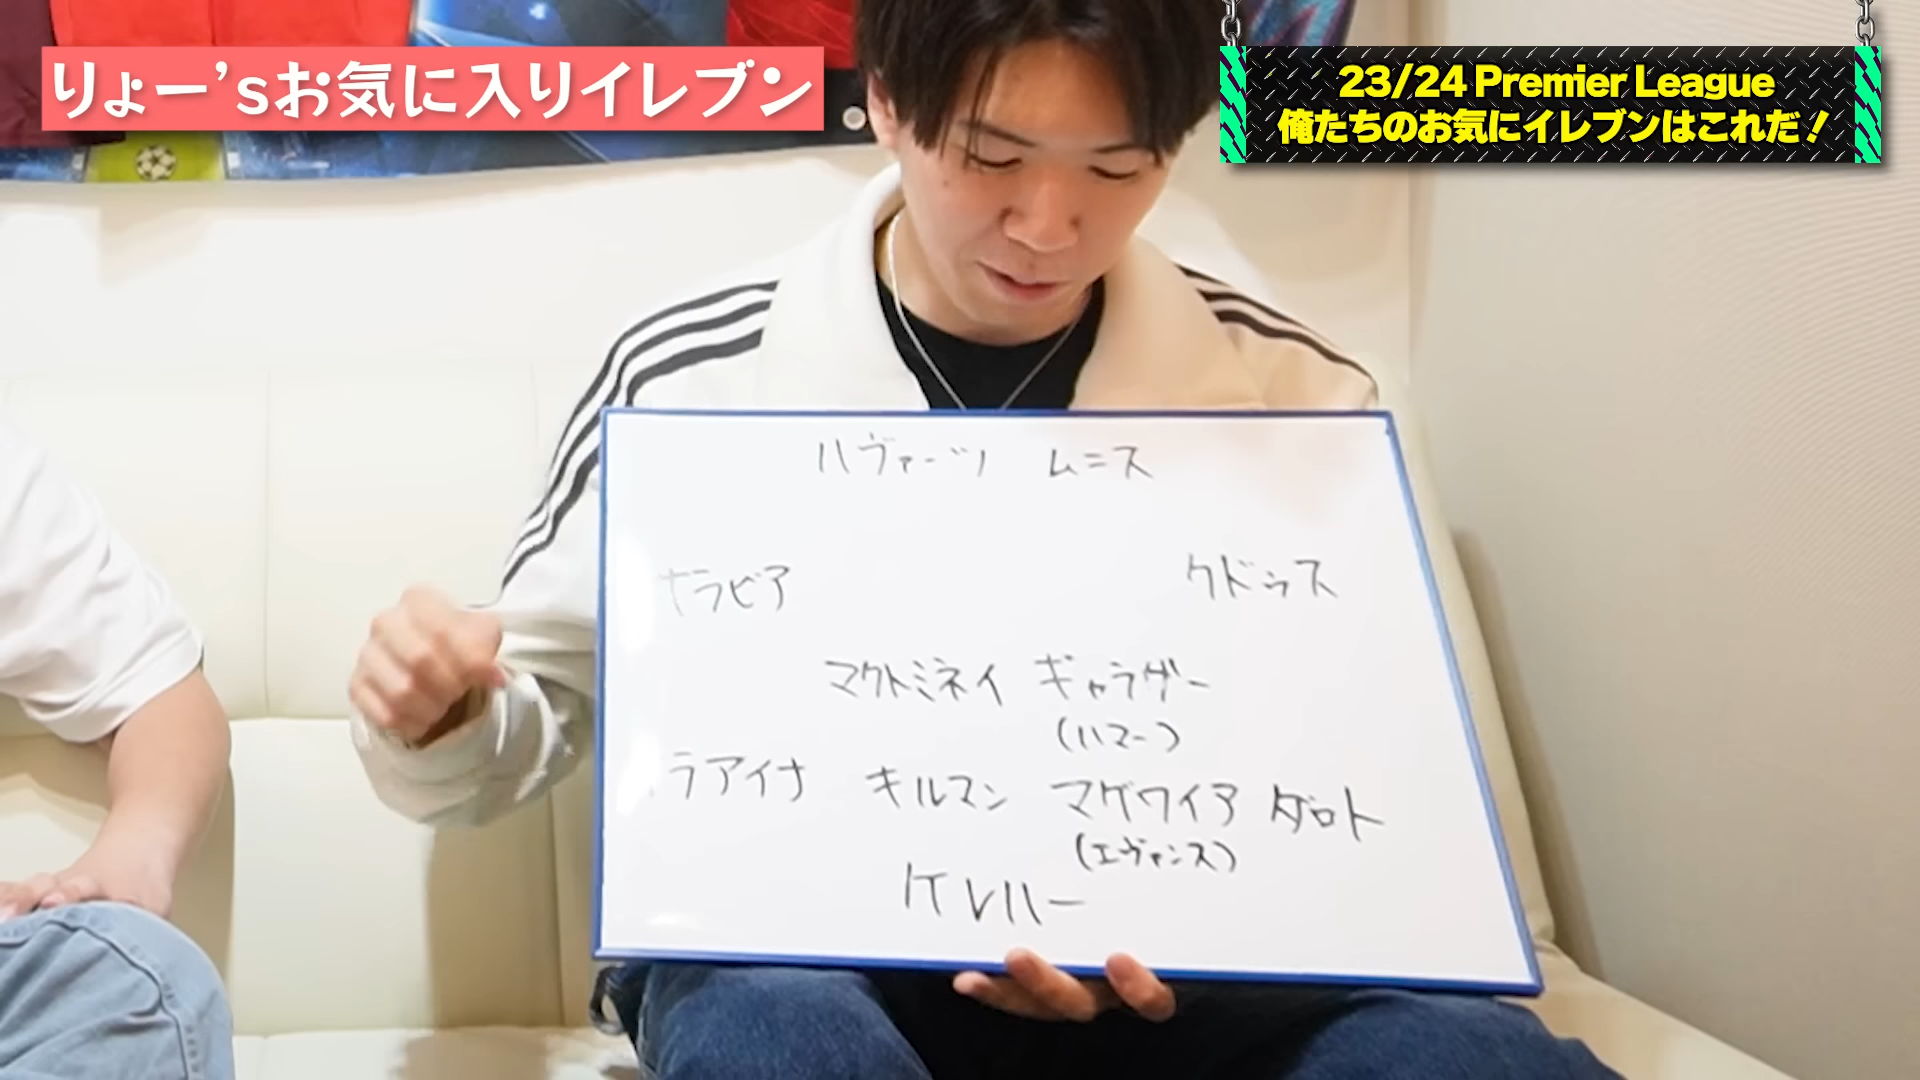 りょー’sお気に入りイレブン
23/24 Premier League
俺たちのお気にイレブンはこれだ！
ハヴァーツ ムニス
ガラビア クドゥス
マクトミネイ ギャラガー
(ハマー)
ラアイナ キルマン マグワイア ダロト
(エヴァンス)
ケレハー